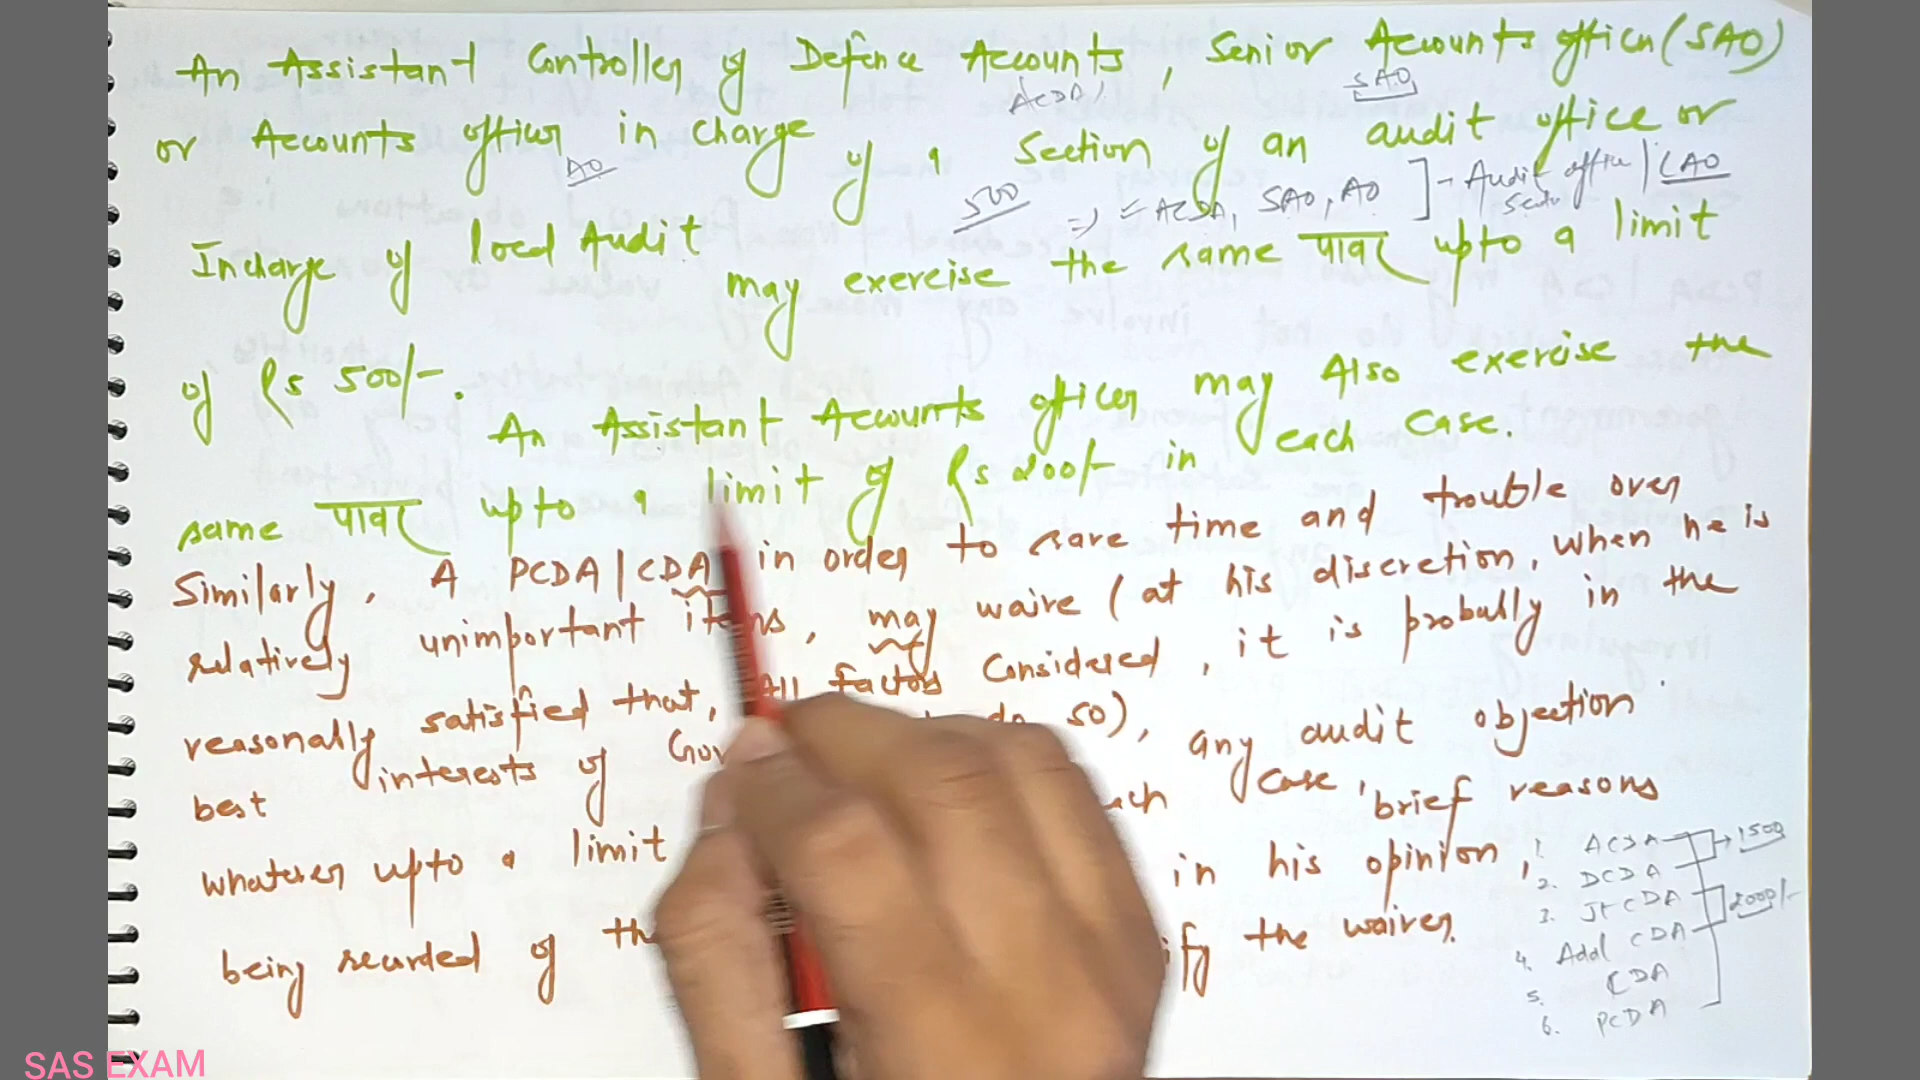 An Assistant Controller of Defence Accounts, Senior Accounts officer (SAO)
ACDA
SAO
or Accounts officer in charge of a section of an audit office or
AO
500
=> ACDA, SAO, AO ] - Audit office | LAO
Incharge of local Audit may exercise the same पावर upto a limit
of Rs 500/-.
An Assistant Accounts officer may Also exercise the
same पावर upto a limit of Rs 200/- in each case.
Similarly, A PCDA/CDA in order to save time and trouble over
relatively unimportant items, may waive (at his discretion, when he is
reasonally satisfied that, All factors considered, it is probally in the
best interests of so), any audit objection
whatever upto a limit case, brief reasons
being recorded of in his opinion,
the waiver.
1. ACDA
2. DCDA
1500
3. Jt CDA
4. Addl CDA
2000/-
5. CDA
6. PCDA
SAS EXAM